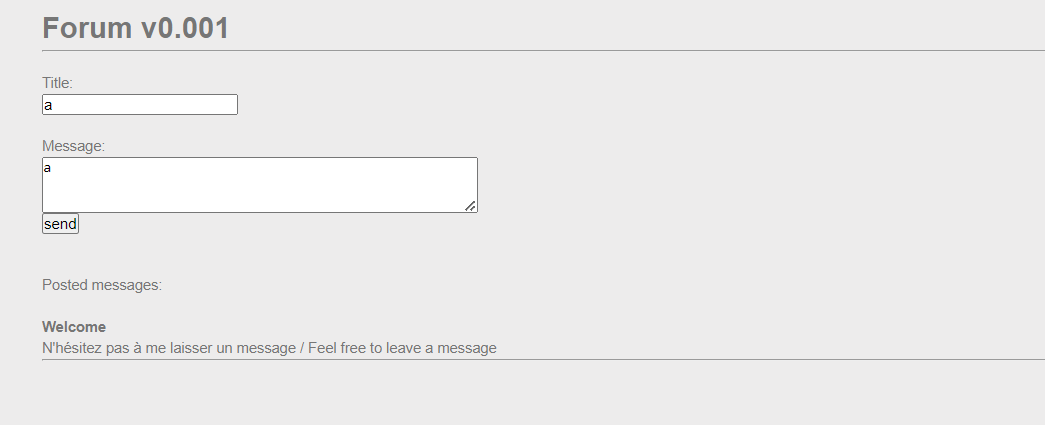 Forum v0.001
Title:
a
Message:
a
send
Posted messages:
Welcome
N'hésitez pas à me laisser un message / Feel free to leave a message